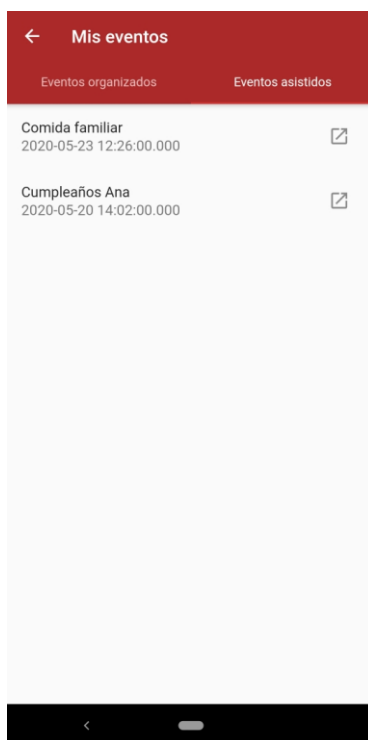 Mis eventos
Eventos organizados
Eventos asistidos
Comida familiar
2020-05-23 12:26:00.000
Cumpleaños Ana
2020-05-20 14:02:00.000